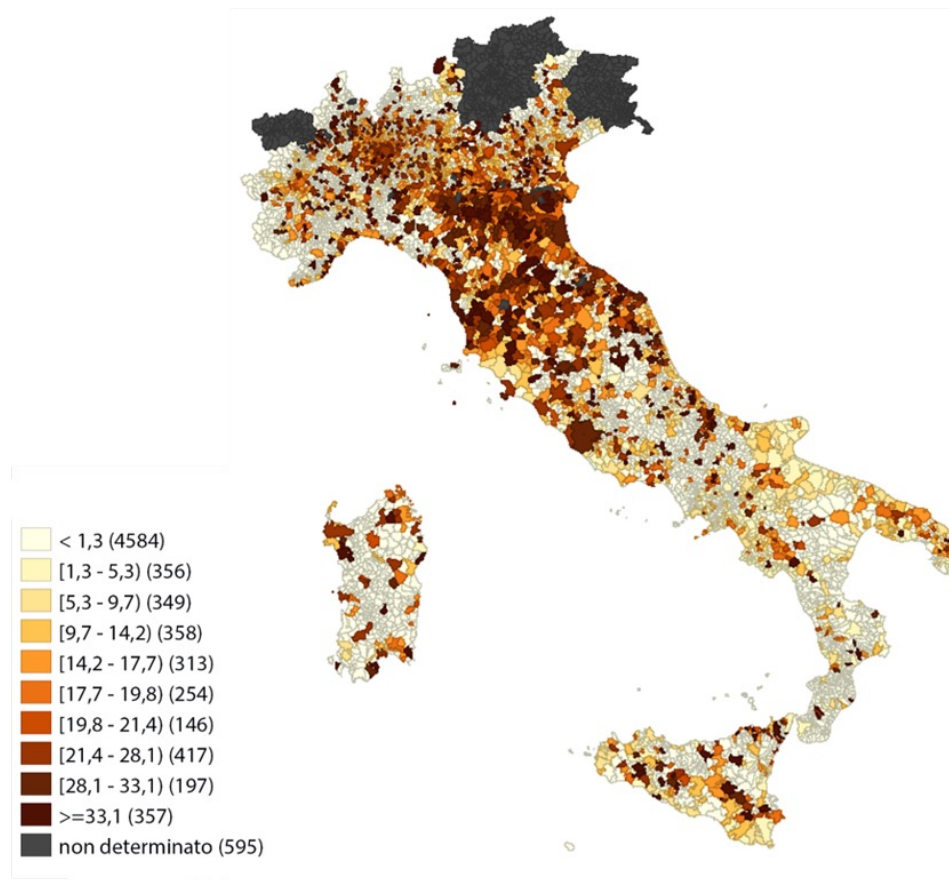 < 1,3 (4584)
[1,3 - 5,3) (356)
[5,3 - 9,7) (349)
[9,7 - 14,2) (358)
[14,2 - 17,7) (313)
[17,7 - 19,8) (254)
[19,8 - 21,4) (146)
[21,4 - 28,1) (417)
[28,1 - 33,1) (197)
>=33,1 (357)
non determinato (595)